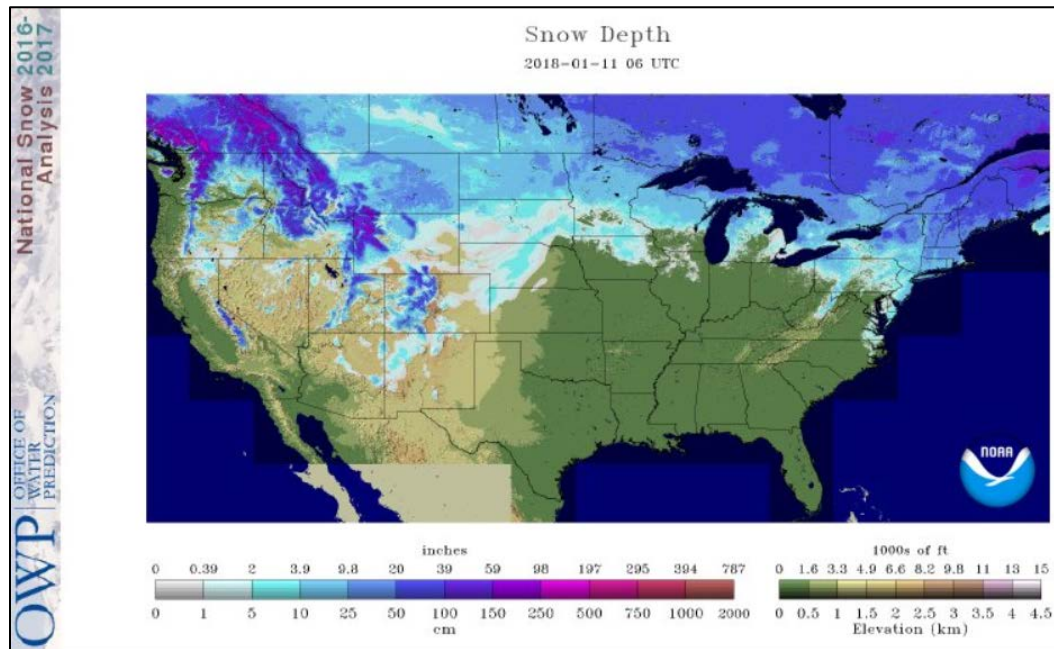 National Snow 2016-
Analysis 2017
OWP
OFFICE OF
WATER
PREDICTION
Snow Depth
2018-01-11 06 UTC
NOAA
inches
0 0.39 2 3.9 9.8 20 39 59 98 197 295 394 787
0 1 5 10 25 50 100 150 250 500 750 1000 2000
cm
1000s of ft
0 1.6 3.3 4.9 6.6 8.2 9.8 11 13 15
0 0.5 1 1.5 2 2.5 3 3.5 4 4.5
Elevation (km)